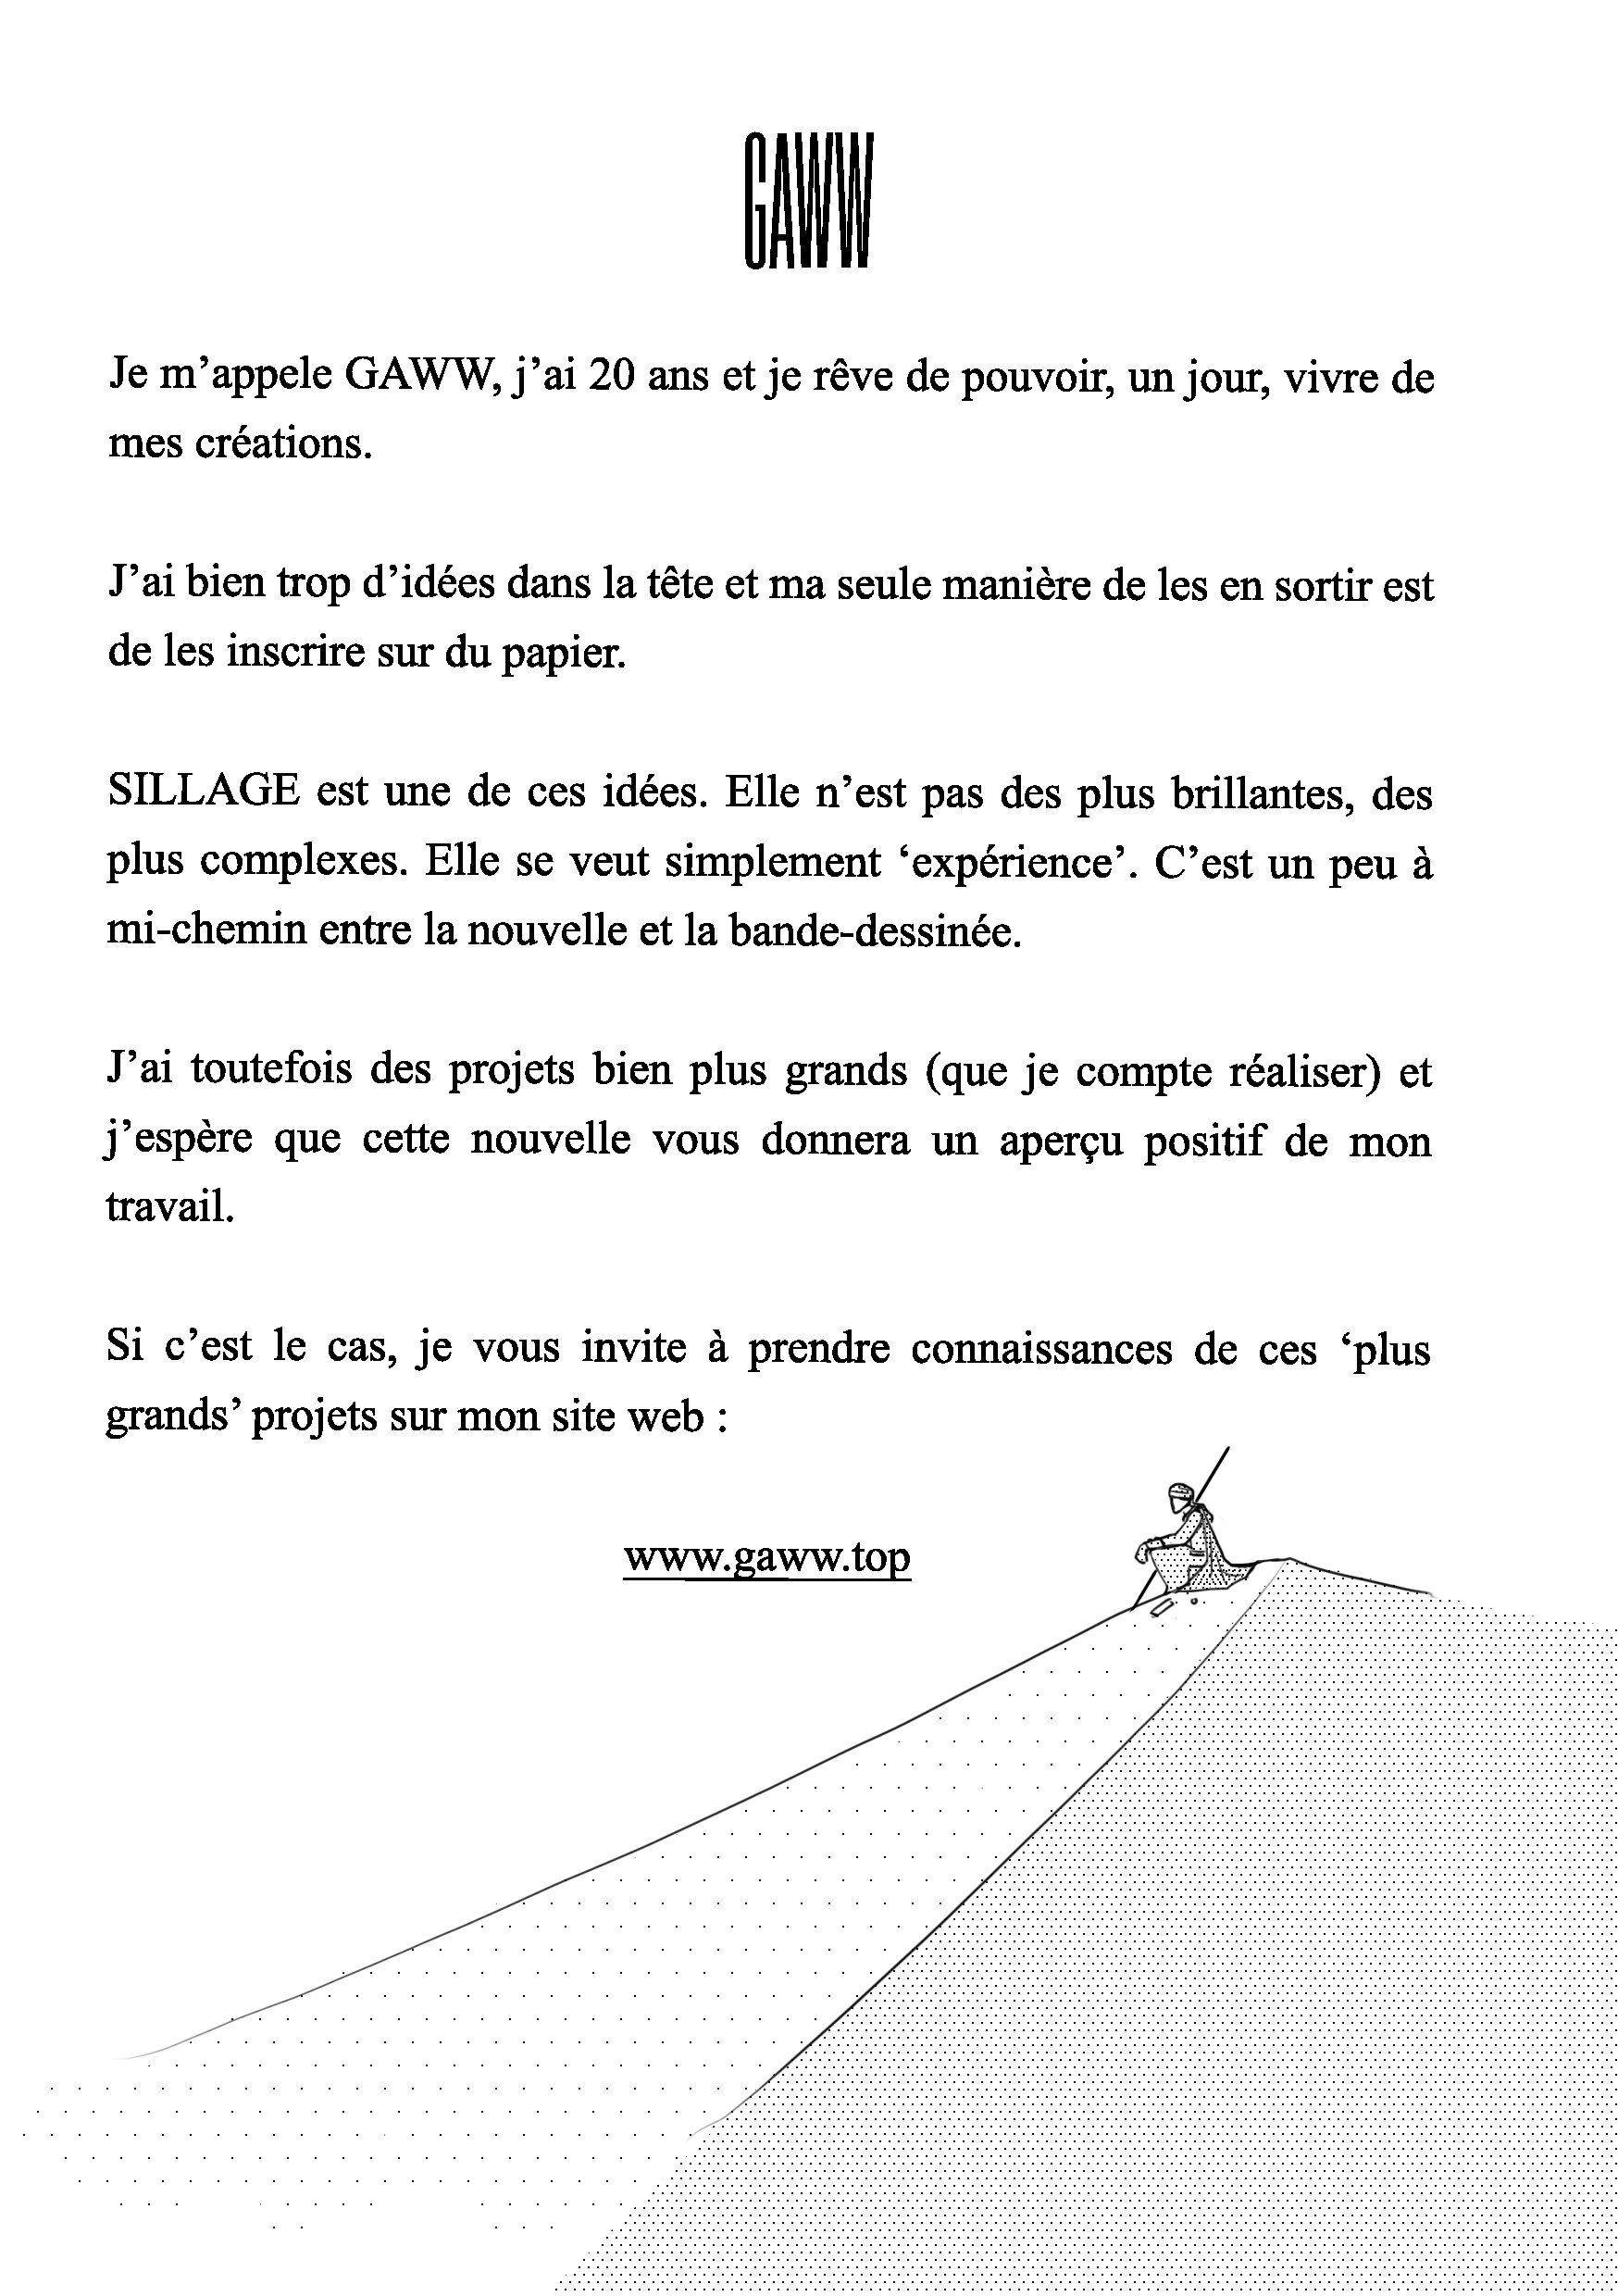 GAWW
Je m’appele GAWW, j’ai 20 ans et je rêve de pouvoir, un jour, vivre de
mes créations.
J’ai bien trop d’idées dans la tête et ma seule manière de les en sortir est
de les inscrire sur du papier.
SILLAGE est une de ces idées. Elle n’est pas des plus brillantes, des
plus complexes. Elle se veut simplement ‘expérience’. C’est un peu à
mi-chemin entre la nouvelle et la bande-dessinée.
J’ai toutefois des projets bien plus grands (que je compte réaliser) et
j’espère que cette nouvelle vous donnera un aperçu positif de mon
travail.
Si c’est le cas, je vous invite à prendre connaissances de ces ‘plus
grands’ projets sur mon site web :
www.gaww.top